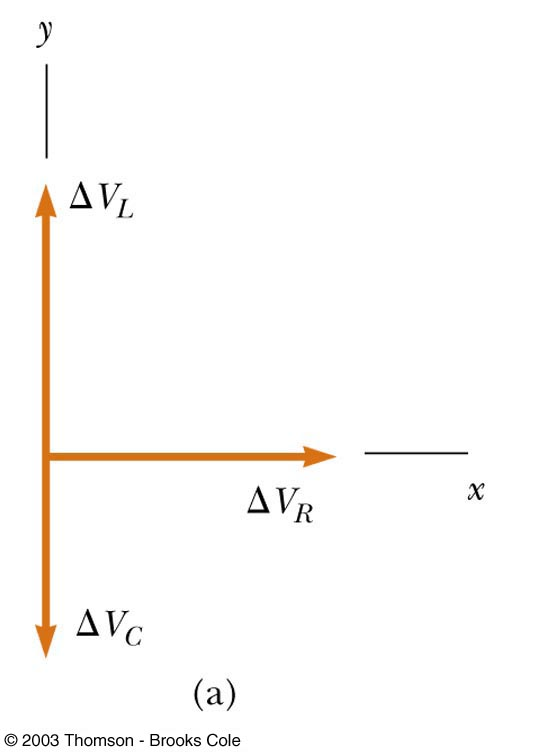 y
ΔV_L
ΔV_R
x
ΔV_C
(a)
© 2003 Thomson - Brooks Cole